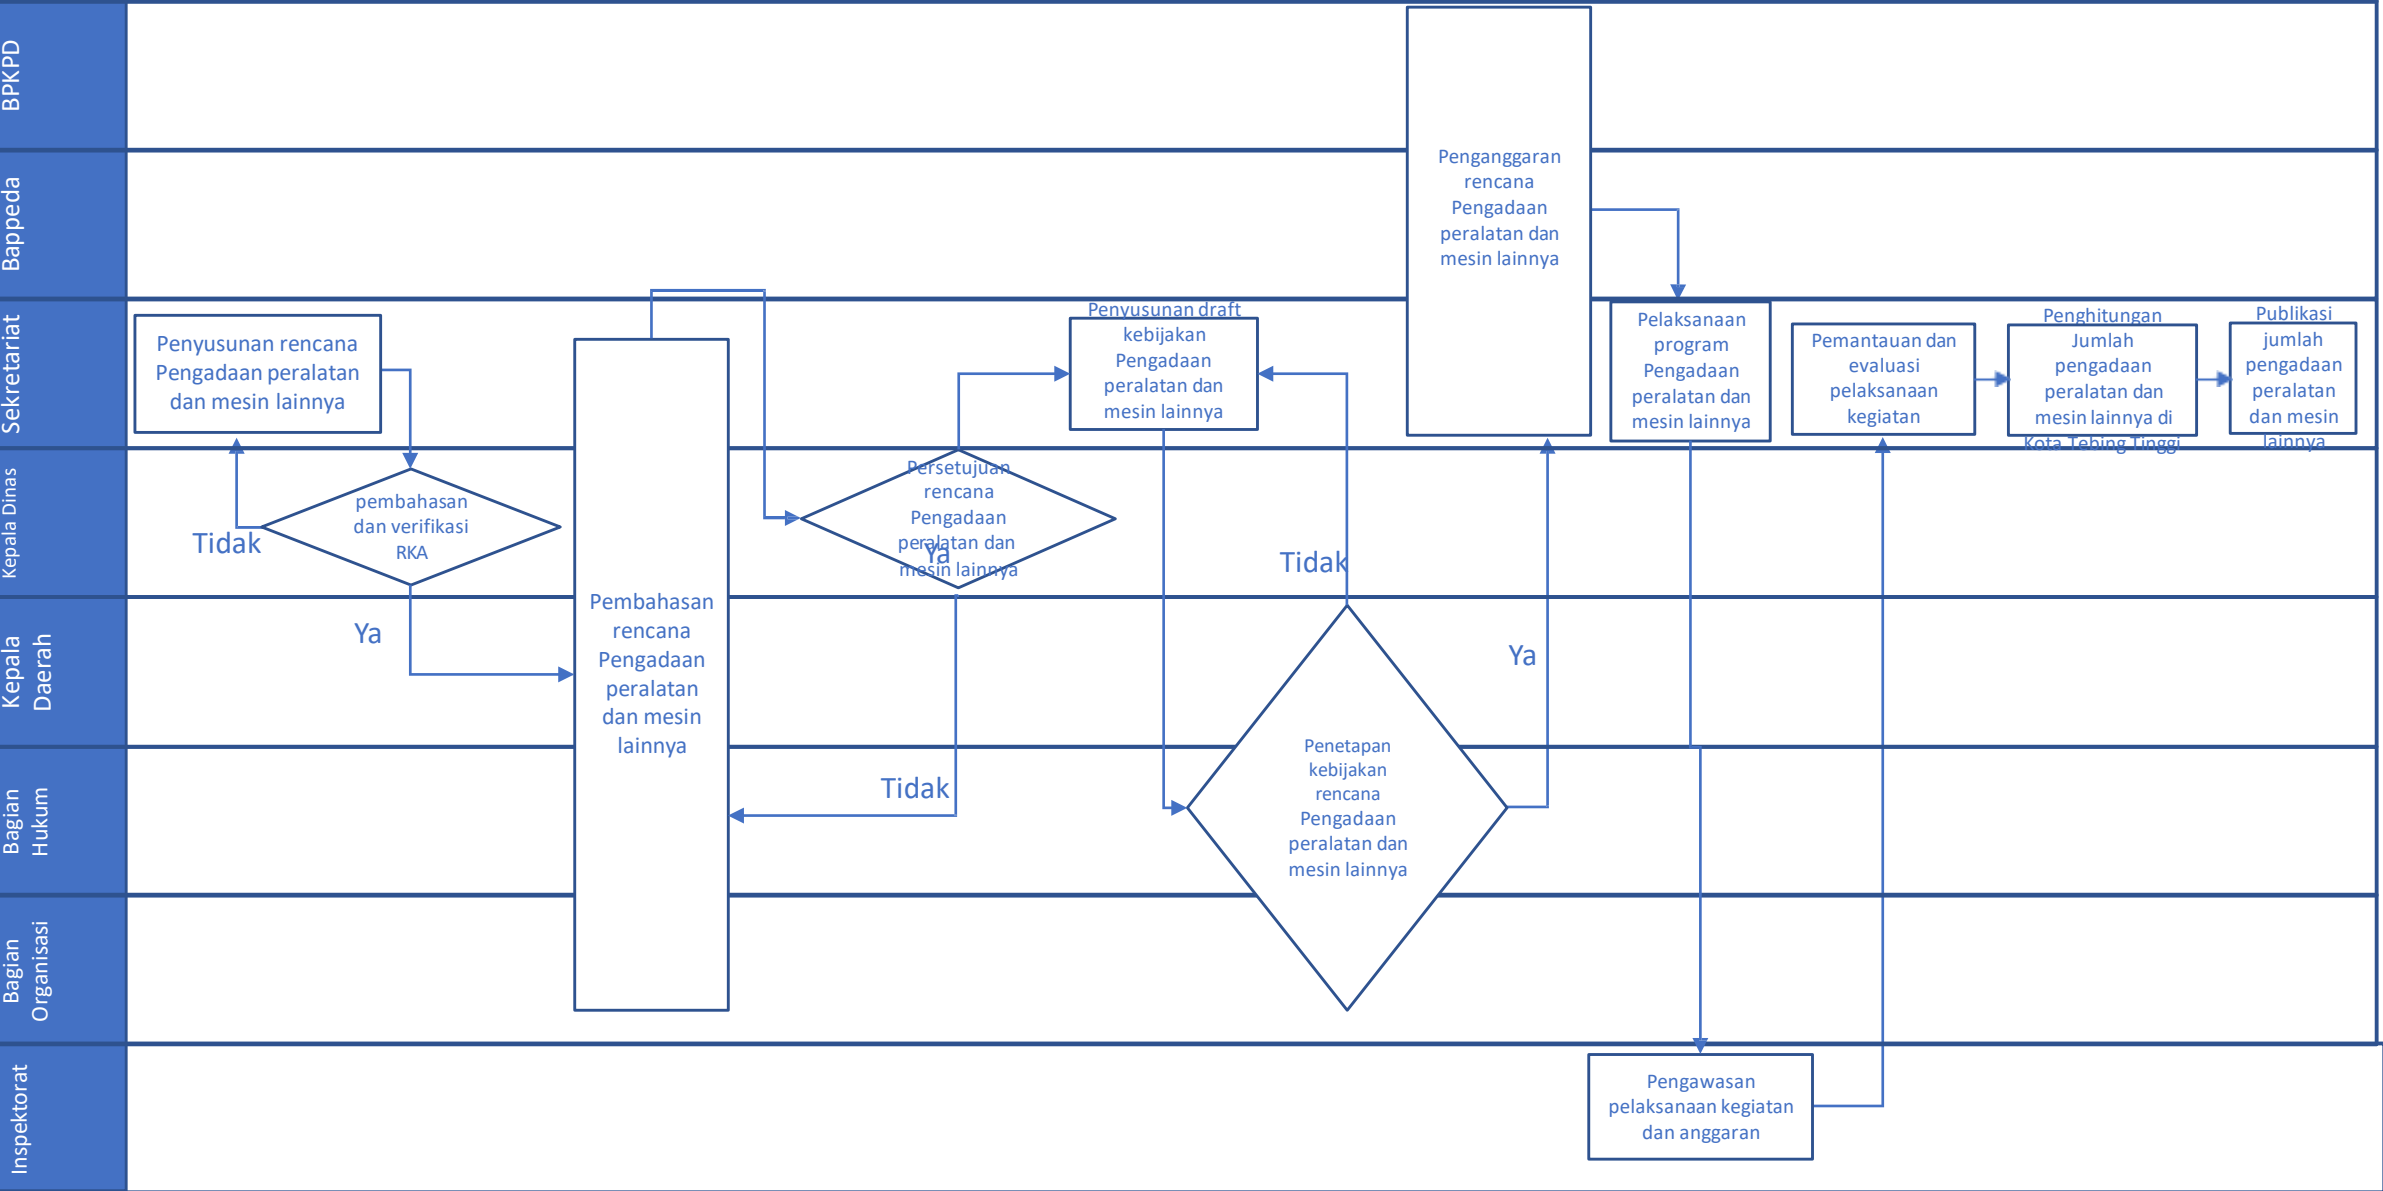 BPKPD
Bappeda
Sekretariat
Kepala Dinas
Kepala
Daerah
Bagian
Hukum
Bagian
Organisasi
Inspektorat
Penyusunan rencana
Pengadaan peralatan
dan mesin lainnya
pembahasan
dan verifikasi
RKA
Tidak
Ya
Pembahasan
rencana
Pengadaan
peralatan
dan mesin
lainnya
Persetujuan
rencana
Pengadaan
peralatan dan
mesin lainnya
Ya
Tidak
Penyusunan draft
kebijakan
Pengadaan
peralatan dan
mesin lainnya
Penetapan
kebijakan
rencana
Pengadaan
peralatan dan
mesin lainnya
Tidak
Ya
Penganggaran
rencana
Pengadaan
peralatan dan
mesin lainnya
Pelaksanaan
program
Pengadaan
peralatan dan
mesin lainnya
Pengawasan
pelaksanaan kegiatan
dan anggaran
Pemantauan dan
evaluasi
pelaksanaan
kegiatan
Penghitungan
Jumlah
pengadaan
peralatan dan
mesin lainnya di
Kota Tebing Tinggi
Publikasi
jumlah
pengadaan
peralatan
dan mesin
lainnya